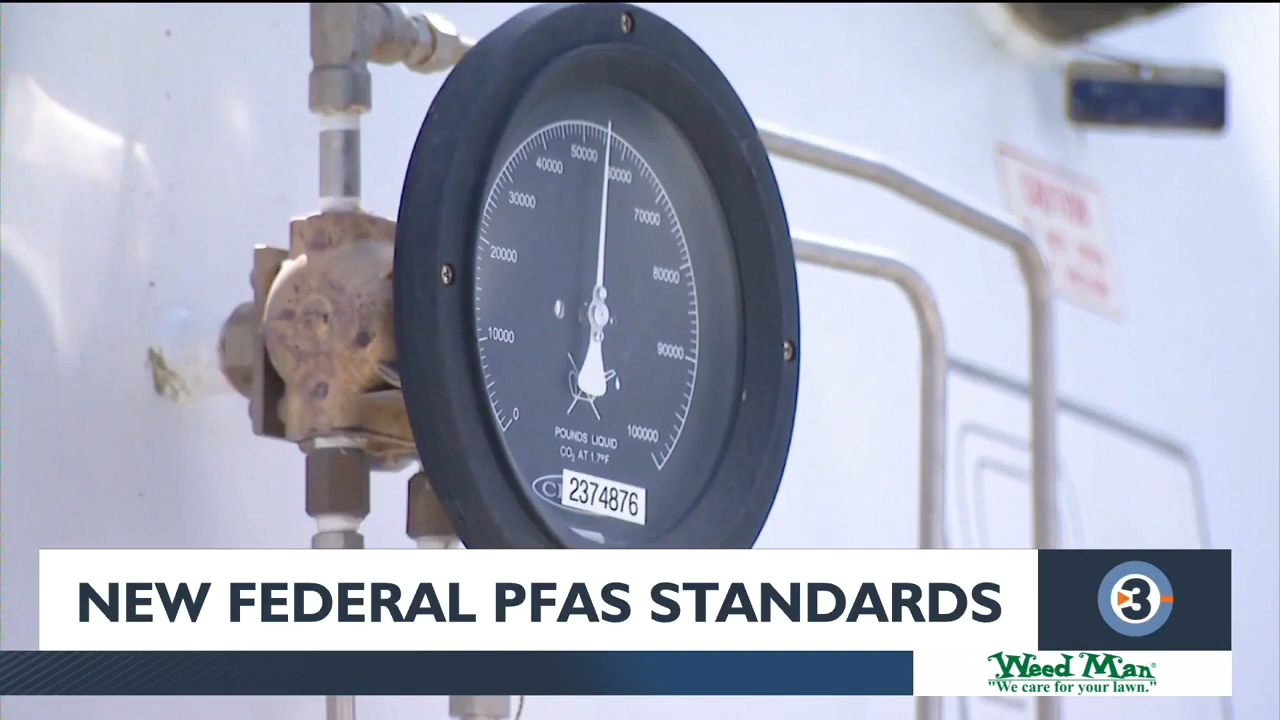 50000
40000
60000
30000
70000
20000
80000
10000
90000
0
100000
POUNDS LIQUID
CO₂ AT 1.7°F
2374876
NEW FEDERAL PFAS STANDARDS
3
Weed Man®
"We care for your lawn."